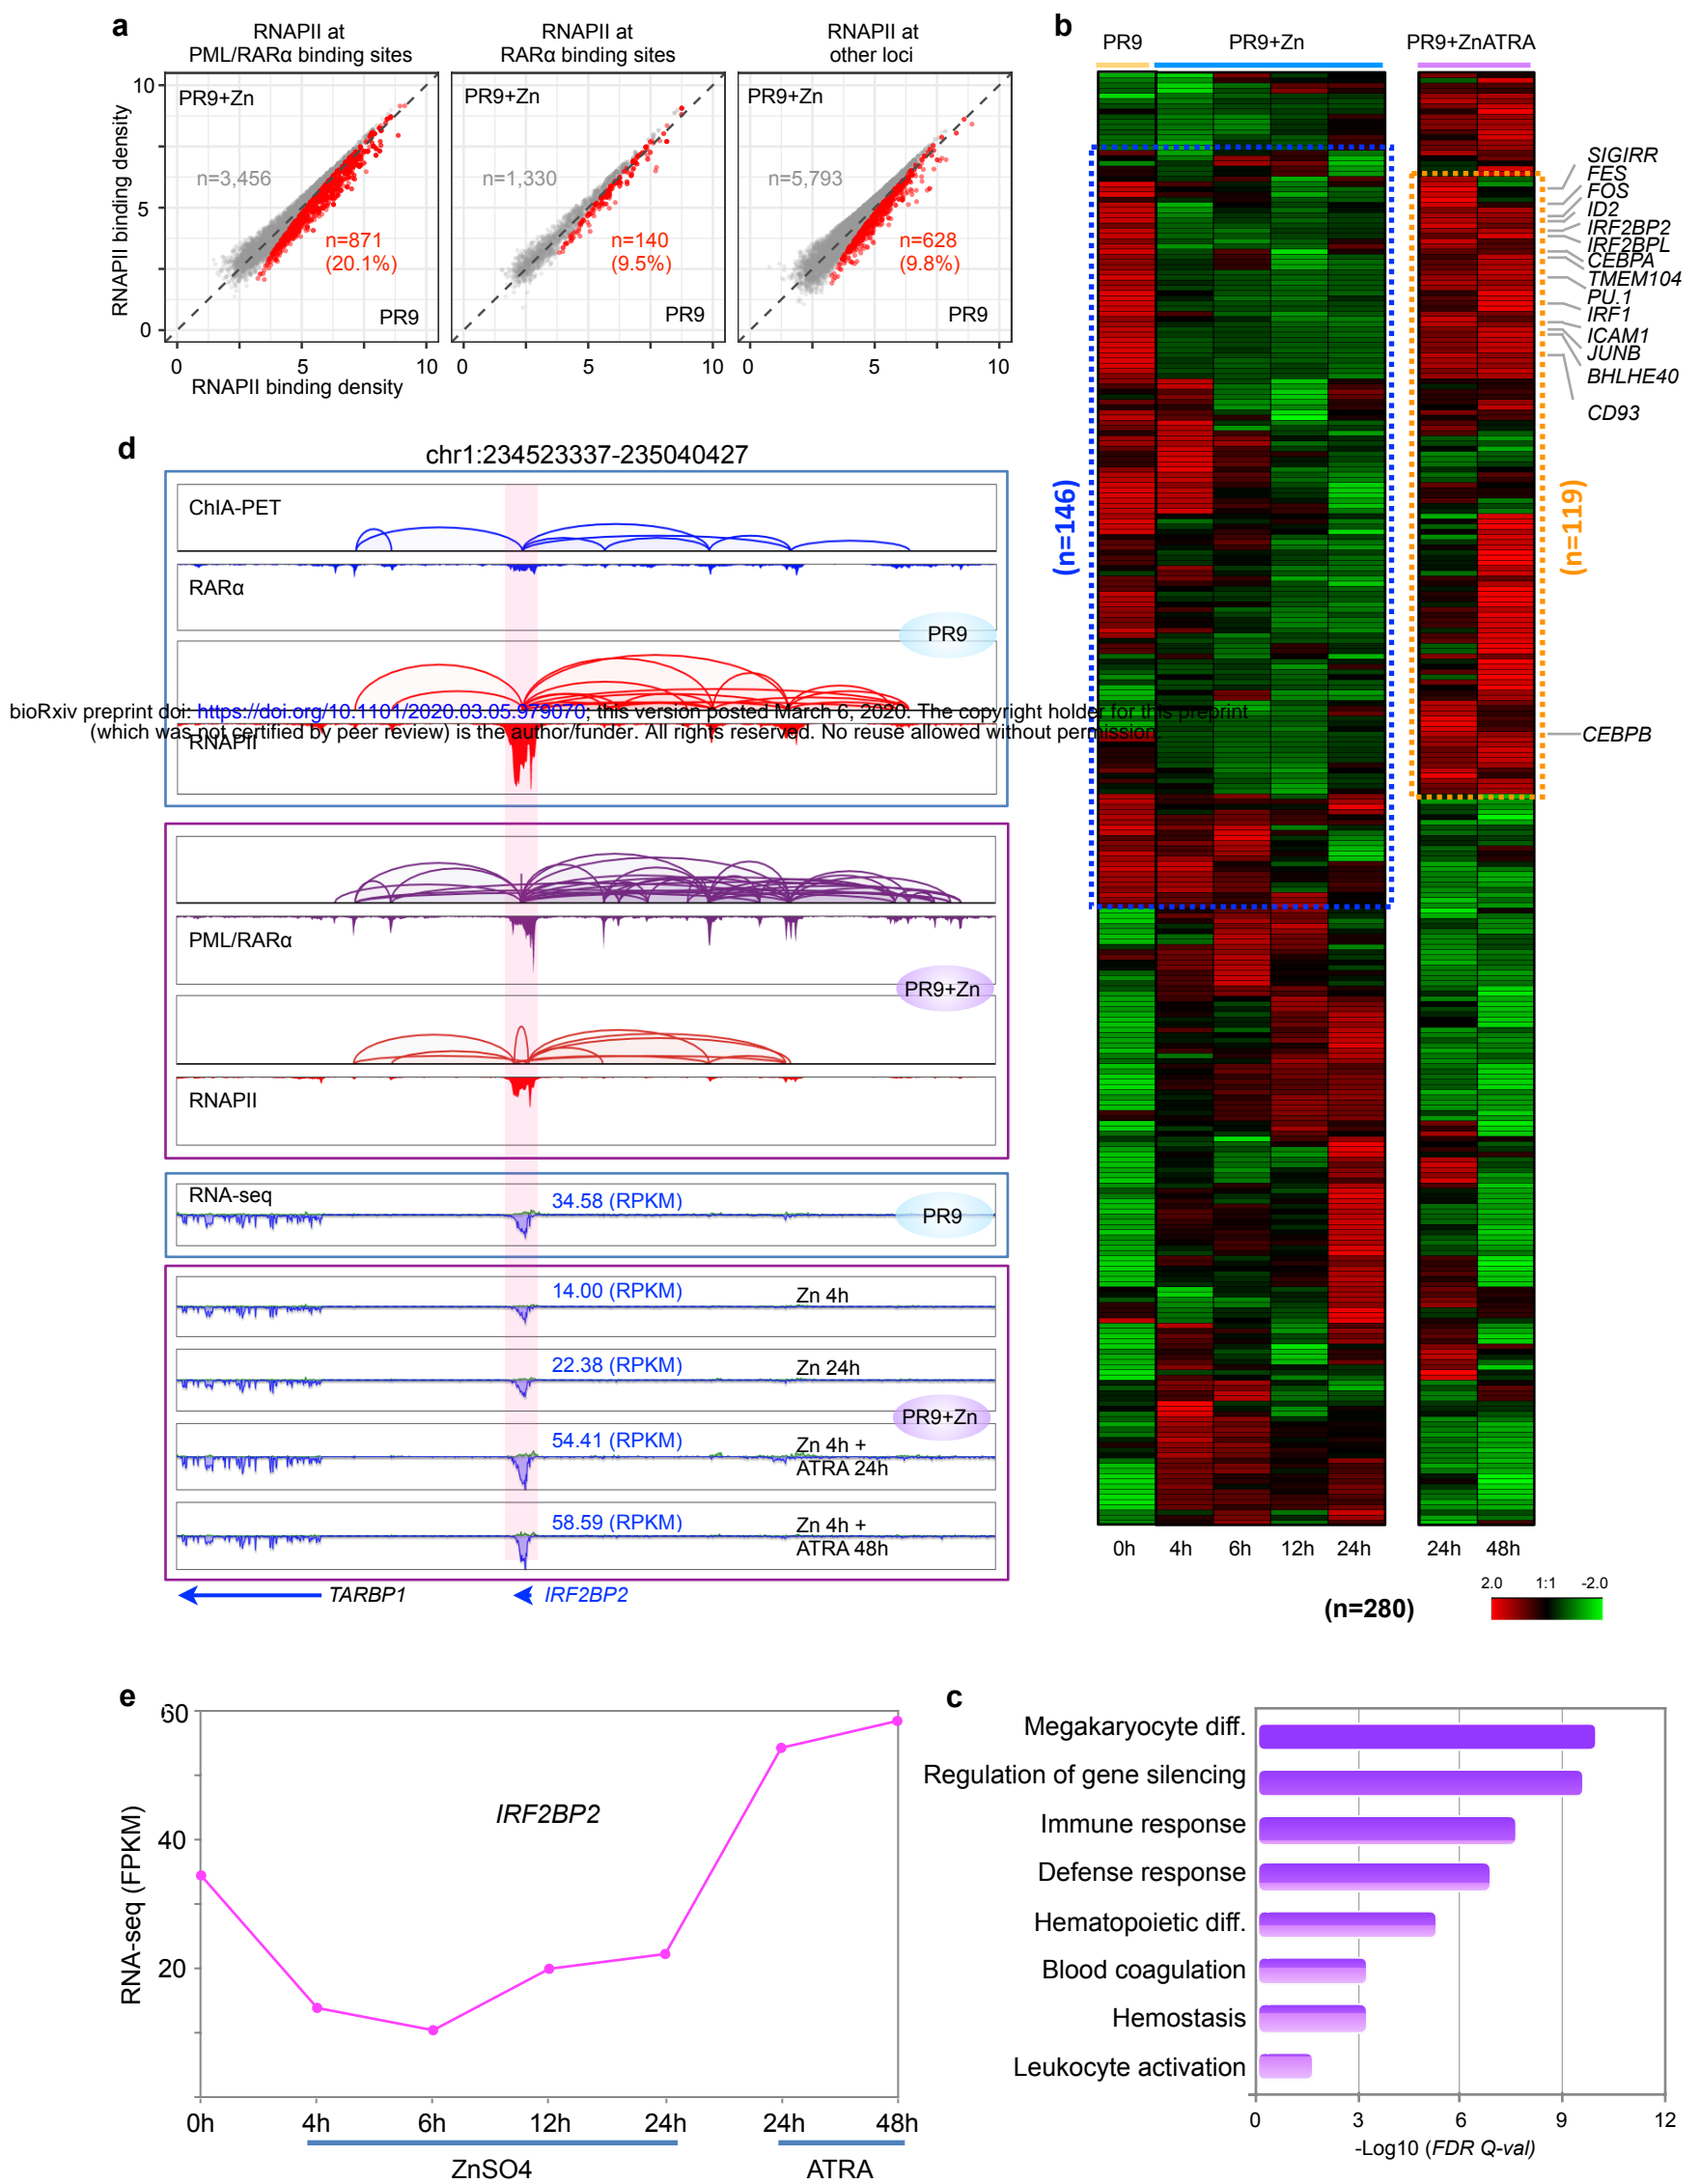 a
RNAPII at
PML/RARα binding sites
RNAPII at
RARα binding sites
RNAPII at
other loci
RNAPII binding density
10
5
0
PR9+Zn
n=3,456
n=871
(20.1%)
PR9
PR9+Zn
n=1,330
n=140
(9.5%)
PR9
PR9+Zn
n=5,793
n=628
(9.8%)
PR9
0 5 10
0 5 10
0 5 10
RNAPII binding density
b
PR9 PR9+Zn PR9+ZnATRA
(n=146)
(n=119)
SIGIRR
FES
FOS
ID2
IRF2BP2
IRF2BPL
CEBPA
TMEM104
PU.1
IRF1
ICAM1
JUNB
BHLHE40
CD93
CEBPB
0h 4h 6h 12h 24h 24h 48h
(n=280)
2.0 1:1 -2.0
d
chr1:234523337-235040427
ChIA-PET
RARα
PR9
bioRxiv preprint doi: https://doi.org/10.1101/2020.03.05.979070; this version posted March 6, 2020. The copyright holder for this preprint
(which was not certified by peer review) is the author/funder. All rights reserved. No reuse allowed without permission.
RNAPII
PML/RARα
PR9+Zn
RNAPII
RNA-seq
34.58 (RPKM)
PR9
14.00 (RPKM) Zn 4h
22.38 (RPKM) Zn 24h
PR9+Zn
54.41 (RPKM) Zn 4h +
ATRA 24h
58.59 (RPKM) Zn 4h +
ATRA 48h
TARBP1 IRF2BP2
e
RNA-seq (FPKM)
60
40
20
IRF2BP2
0h 4h 6h 12h 24h 24h 48h
ZnSO4 ATRA
c
Megakaryocyte diff.
Regulation of gene silencing
Immune response
Defense response
Hematopoietic diff.
Blood coagulation
Hemostasis
Leukocyte activation
0 3 6 9 12
-Log10 (FDR Q-val)